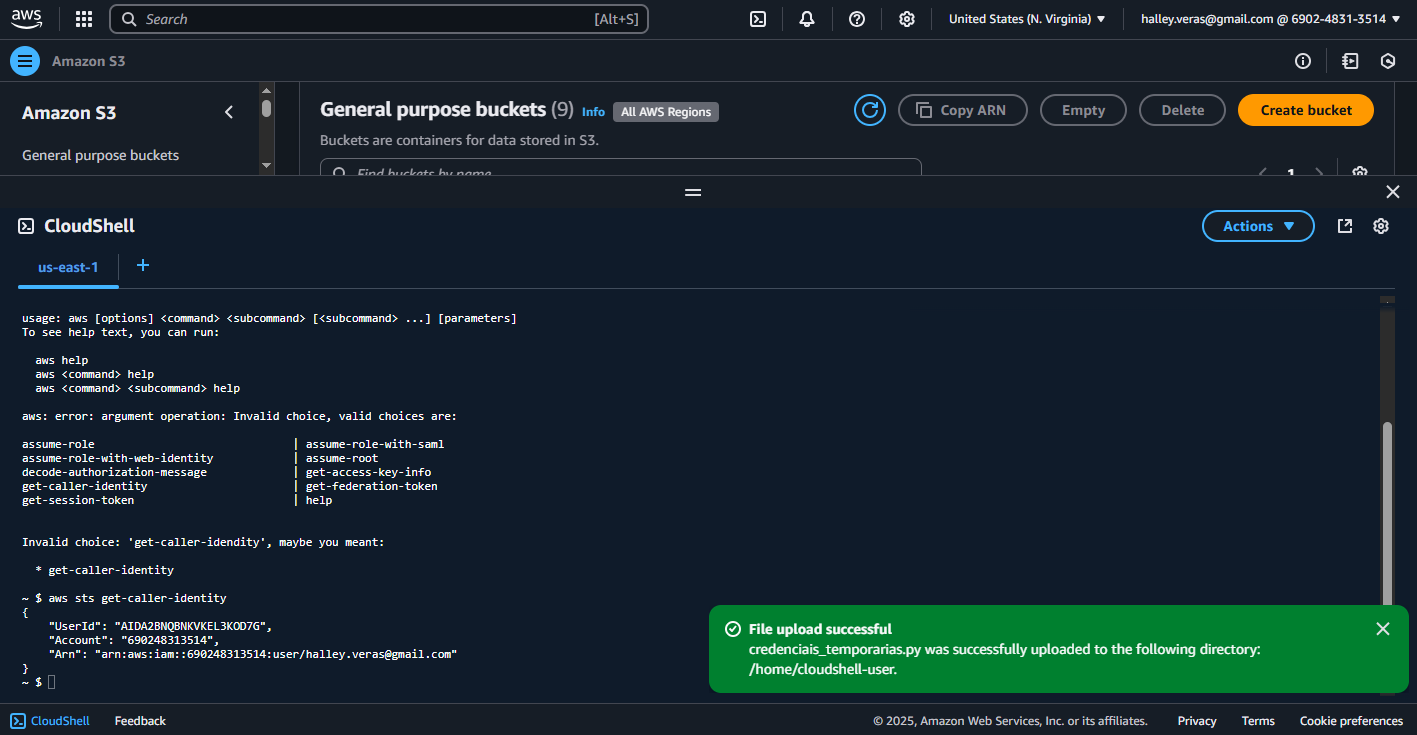 aws
Search [Alt+S]
United States (N. Virginia)
halley.veras@gmail.com @ 6902-4831-3514
Amazon S3
Amazon S3
General purpose buckets
General purpose buckets (9) Info All AWS Regions
Copy ARN
Empty
Delete
Create bucket
Buckets are containers for data stored in S3.
Find buckets by name
1
CloudShell
Actions
us-east-1
+
usage: aws [options] <command> <subcommand> [<subcommand> ...] [parameters]
To see help text, you can run:
aws help
aws <command> help
aws <command> <subcommand> help
aws: error: argument operation: Invalid choice, valid choices are:
assume-role | assume-role-with-saml
assume-role-with-web-identity | assume-root
decode-authorization-message | get-access-key-info
get-caller-identity | get-federation-token
get-session-token | help
Invalid choice: 'get-caller-idendity', maybe you meant:
* get-caller-identity
~ $ aws sts get-caller-identity
{
"UserId": "AIDA2BNQBNKVKEL3KOD7G",
"Account": "690248313514",
"Arn": "arn:aws:iam::690248313514:user/halley.veras@gmail.com"
}
~ $
File upload successful
credenciais_temporarias.py was successfully uploaded to the following directory:
/home/cloudshell-user.
CloudShell
Feedback
© 2025, Amazon Web Services, Inc. or its affiliates.
Privacy
Terms
Cookie preferences